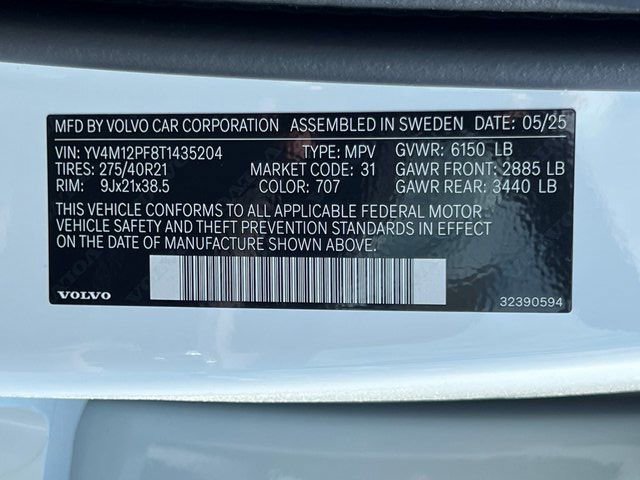 MFD BY VOLVO CAR CORPORATION ASSEMBLED IN SWEDEN DATE: 05/25
VIN: YV4M12PF8T1435204 TYPE: MPV GVWR: 6150 LB
TIRES: 275/40R21 MARKET CODE: 31 GAWR FRONT: 2885 LB
RIM: 9Jx21x38.5 COLOR: 707 GAWR REAR: 3440 LB
THIS VEHICLE CONFORMS TO ALL APPLICABLE FEDERAL MOTOR
VEHICLE SAFETY AND THEFT PREVENTION STANDARDS IN EFFECT
ON THE DATE OF MANUFACTURE SHOWN ABOVE.
VOLVO 32390594